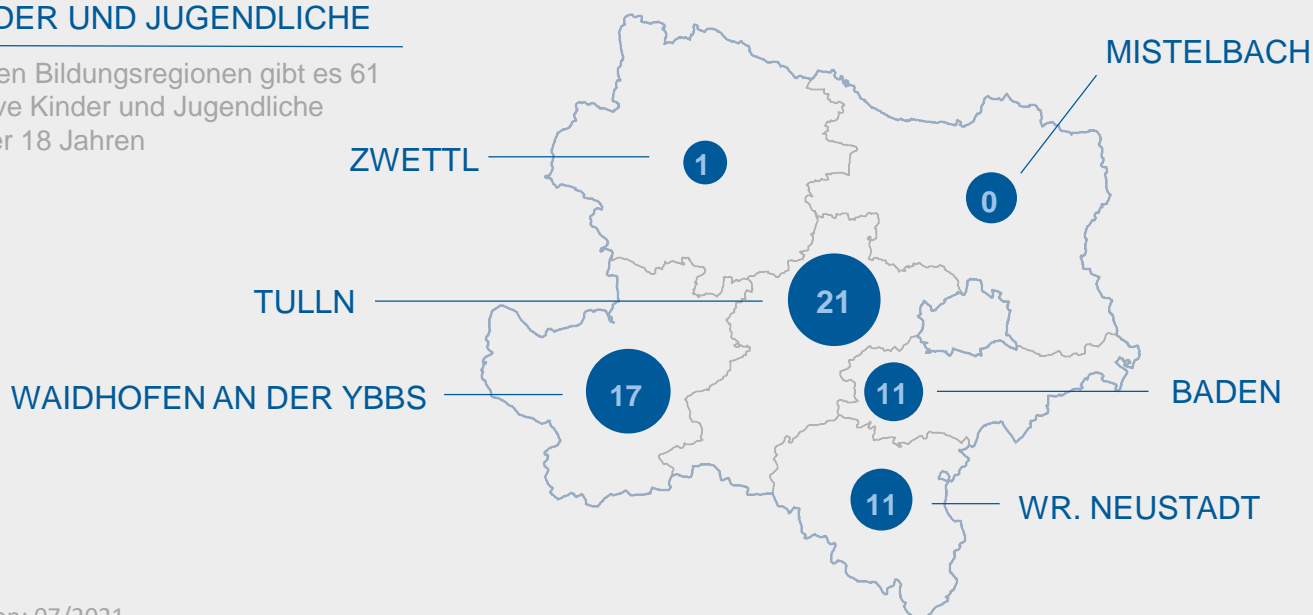 DER UND JUGENDLICHE
en Bildungsregionen gibt es 61
ve Kinder und Jugendliche
er 18 Jahren
MISTELBACH
ZWETTL
1
0
TULLN
21
WAIDHOFEN AN DER YBBS
17
11
BADEN
11
WR. NEUSTADT